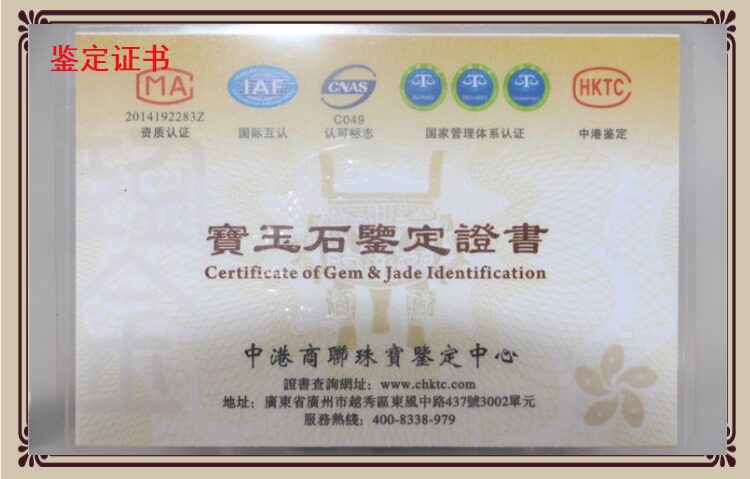 鉴定证书
MA IAF CNAS HKTC
C049
2014192283Z
资质认证 国际互认 认可标志 国家管理体系认证 中港鉴定
寶玉石鑒定證書
Certificate of Gem & Jade Identification
中港商聯珠寶鑒定中心
證書查詢網址：www.chktc.com
地址：廣東省廣州市越秀區東風中路437號3002單元
服務熱綫：400-8338-979